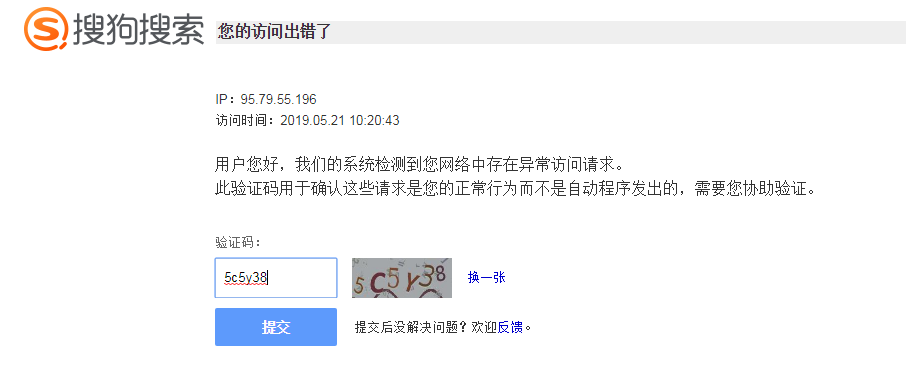 搜狗搜索 您的访问出错了
IP：95.79.55.196
访问时间：2019.05.21 10:20:43
用户您好，我们的系统检测到您网络中存在异常访问请求。
此验证码用于确认这些请求是您的正常行为而不是自动程序发出的，需要您协助验证。
验证码：
5c5y38 5C5Y38 换一张
提交 提交后没解决问题？欢迎反馈。